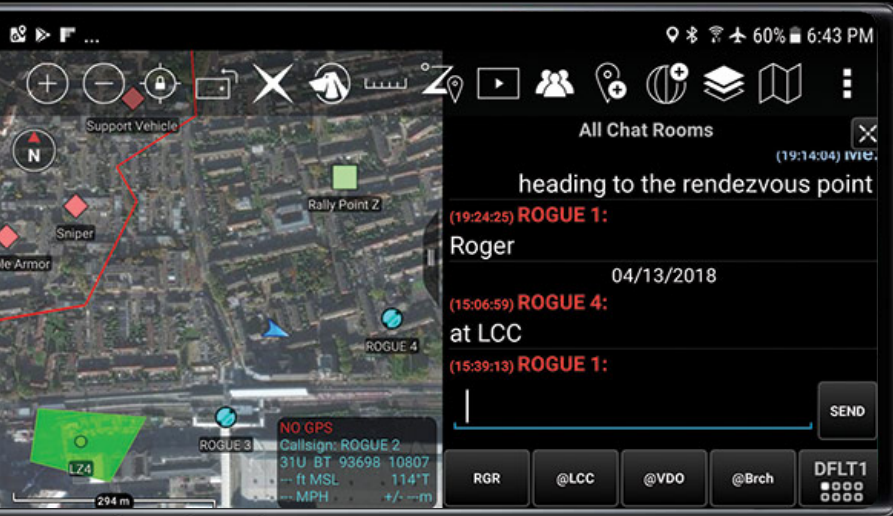 ... 60% 6:43 PM
Support Vehicle
N
Rally Point Z
Sniper
le Armor
ROGUE 4
ROGUE 3
LZ4
294 m
NO GPS
Callsign: ROGUE 2
31U BT 93698 10807
--- ft MSL 114°T
--- MPH +/- ---m
All Chat Rooms
(19:14:04) Me:
heading to the rendezvous point
(19:24:25) ROGUE 1:
Roger
04/13/2018
(15:06:59) ROGUE 4:
at LCC
(15:39:13) ROGUE 1:
SEND
RGR @LCC @VDO @Brch DFLT1